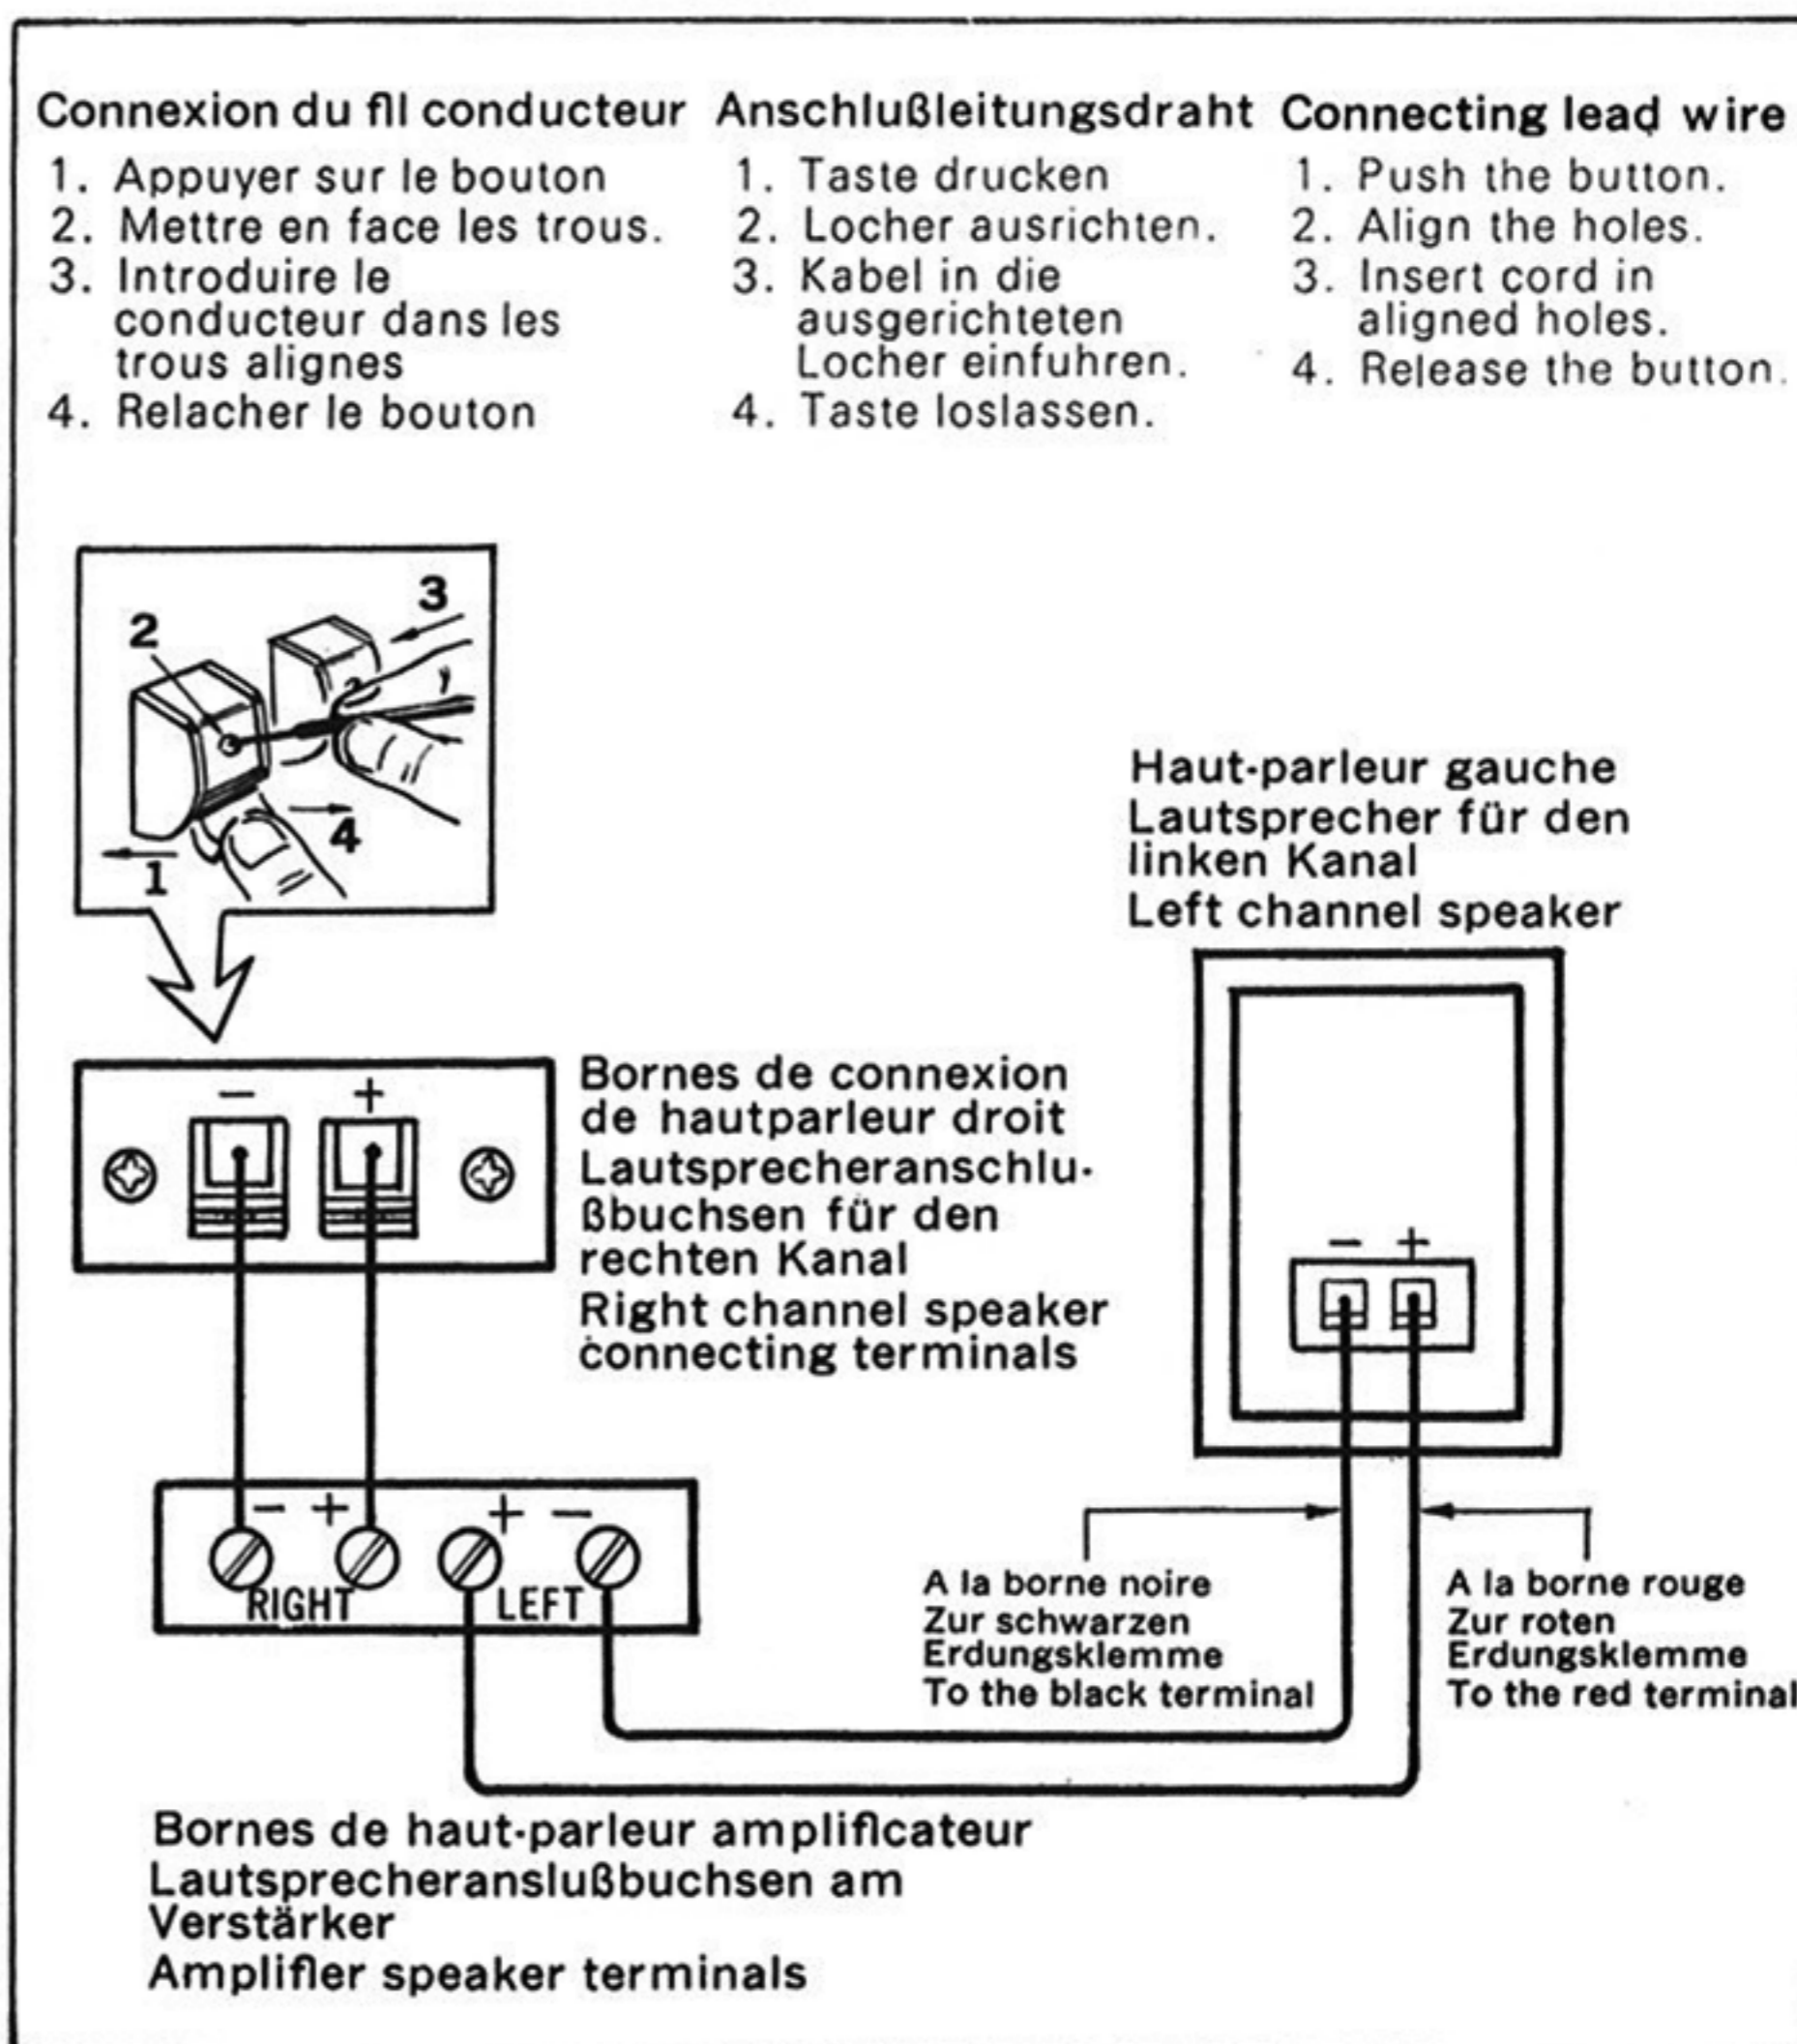 Connexion du fil conducteur
1. Appuyer sur le bouton
2. Mettre en face les trous.
3. Introduire le
conducteur dans les
trous alignes
4. Relacher le bouton
Anschlußleitungsdraht
1. Taste drucken
2. Locher ausrichten.
3. Kabel in die
ausgerichteten
Locher einfuhren.
4. Taste loslassen.
Connecting lead wire
1. Push the button.
2. Align the holes.
3. Insert cord in
aligned holes.
4. Release the button.
2
3
4
1
Haut-parleur gauche
Lautsprecher für den
linken Kanal
Left channel speaker
− +
Bornes de connexion
de hautparleur droit
Lautsprecheranschlu-
ßbuchsen für den
rechten Kanal
Right channel speaker
connecting terminals
− +
− + + −
RIGHT LEFT
A la borne noire
Zur schwarzen
Erdungsklemme
To the black terminal
A la borne rouge
Zur roten
Erdungsklemme
To the red terminal
Bornes de haut-parleur amplificateur
Lautsprecheranslußbuchsen am
Verstärker
Amplifier speaker terminals